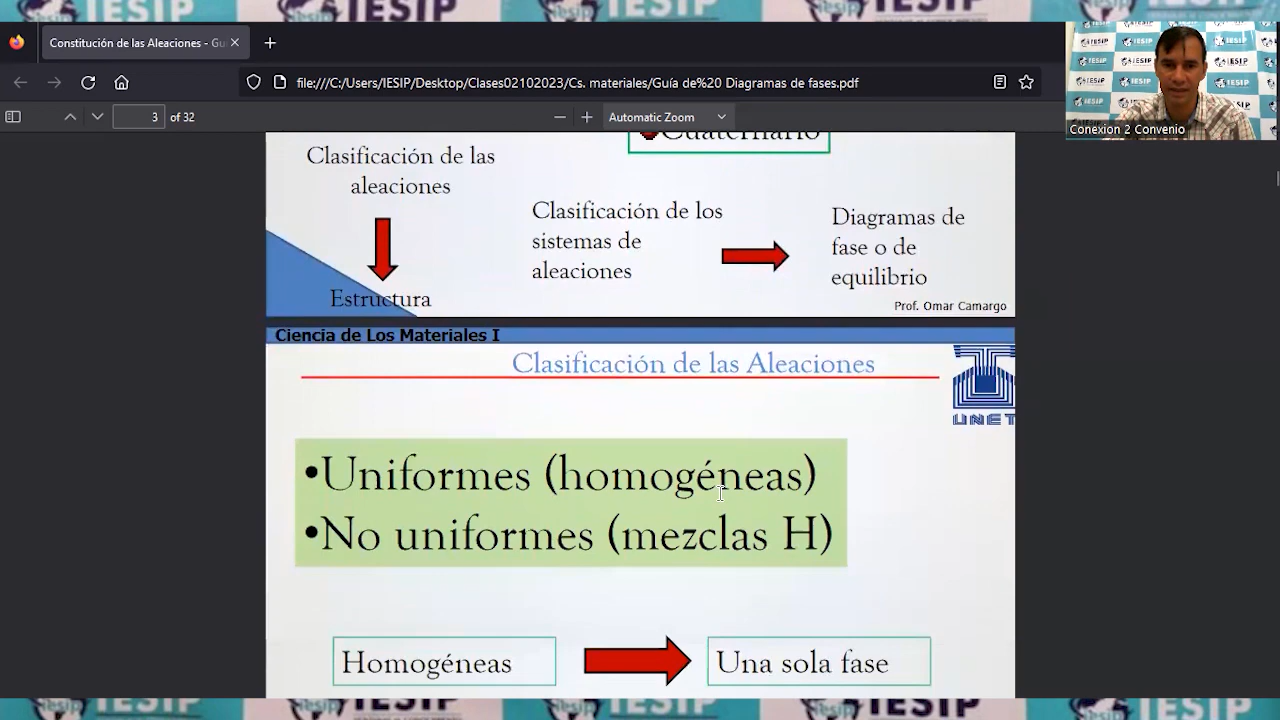 IESIP
Constitución de las Aleaciones - Gu
file:///C:/Users/IESIP/Desktop/Clases02102023/Cs. materiales/Guía de%20 Diagramas de fases.pdf
3 of 32
Automatic Zoom
Conexion 2 Convenio
Cuaternario
Clasificación de las
aleaciones
Estructura
Clasificación de los
sistemas de
aleaciones
Diagramas de
fase o de
equilibrio
Prof. Omar Camargo
Ciencia de Los Materiales I
Clasificación de las Aleaciones
UNET
•Uniformes (homogéneas)
•No uniformes (mezclas H)
Homogéneas
Una sola fase